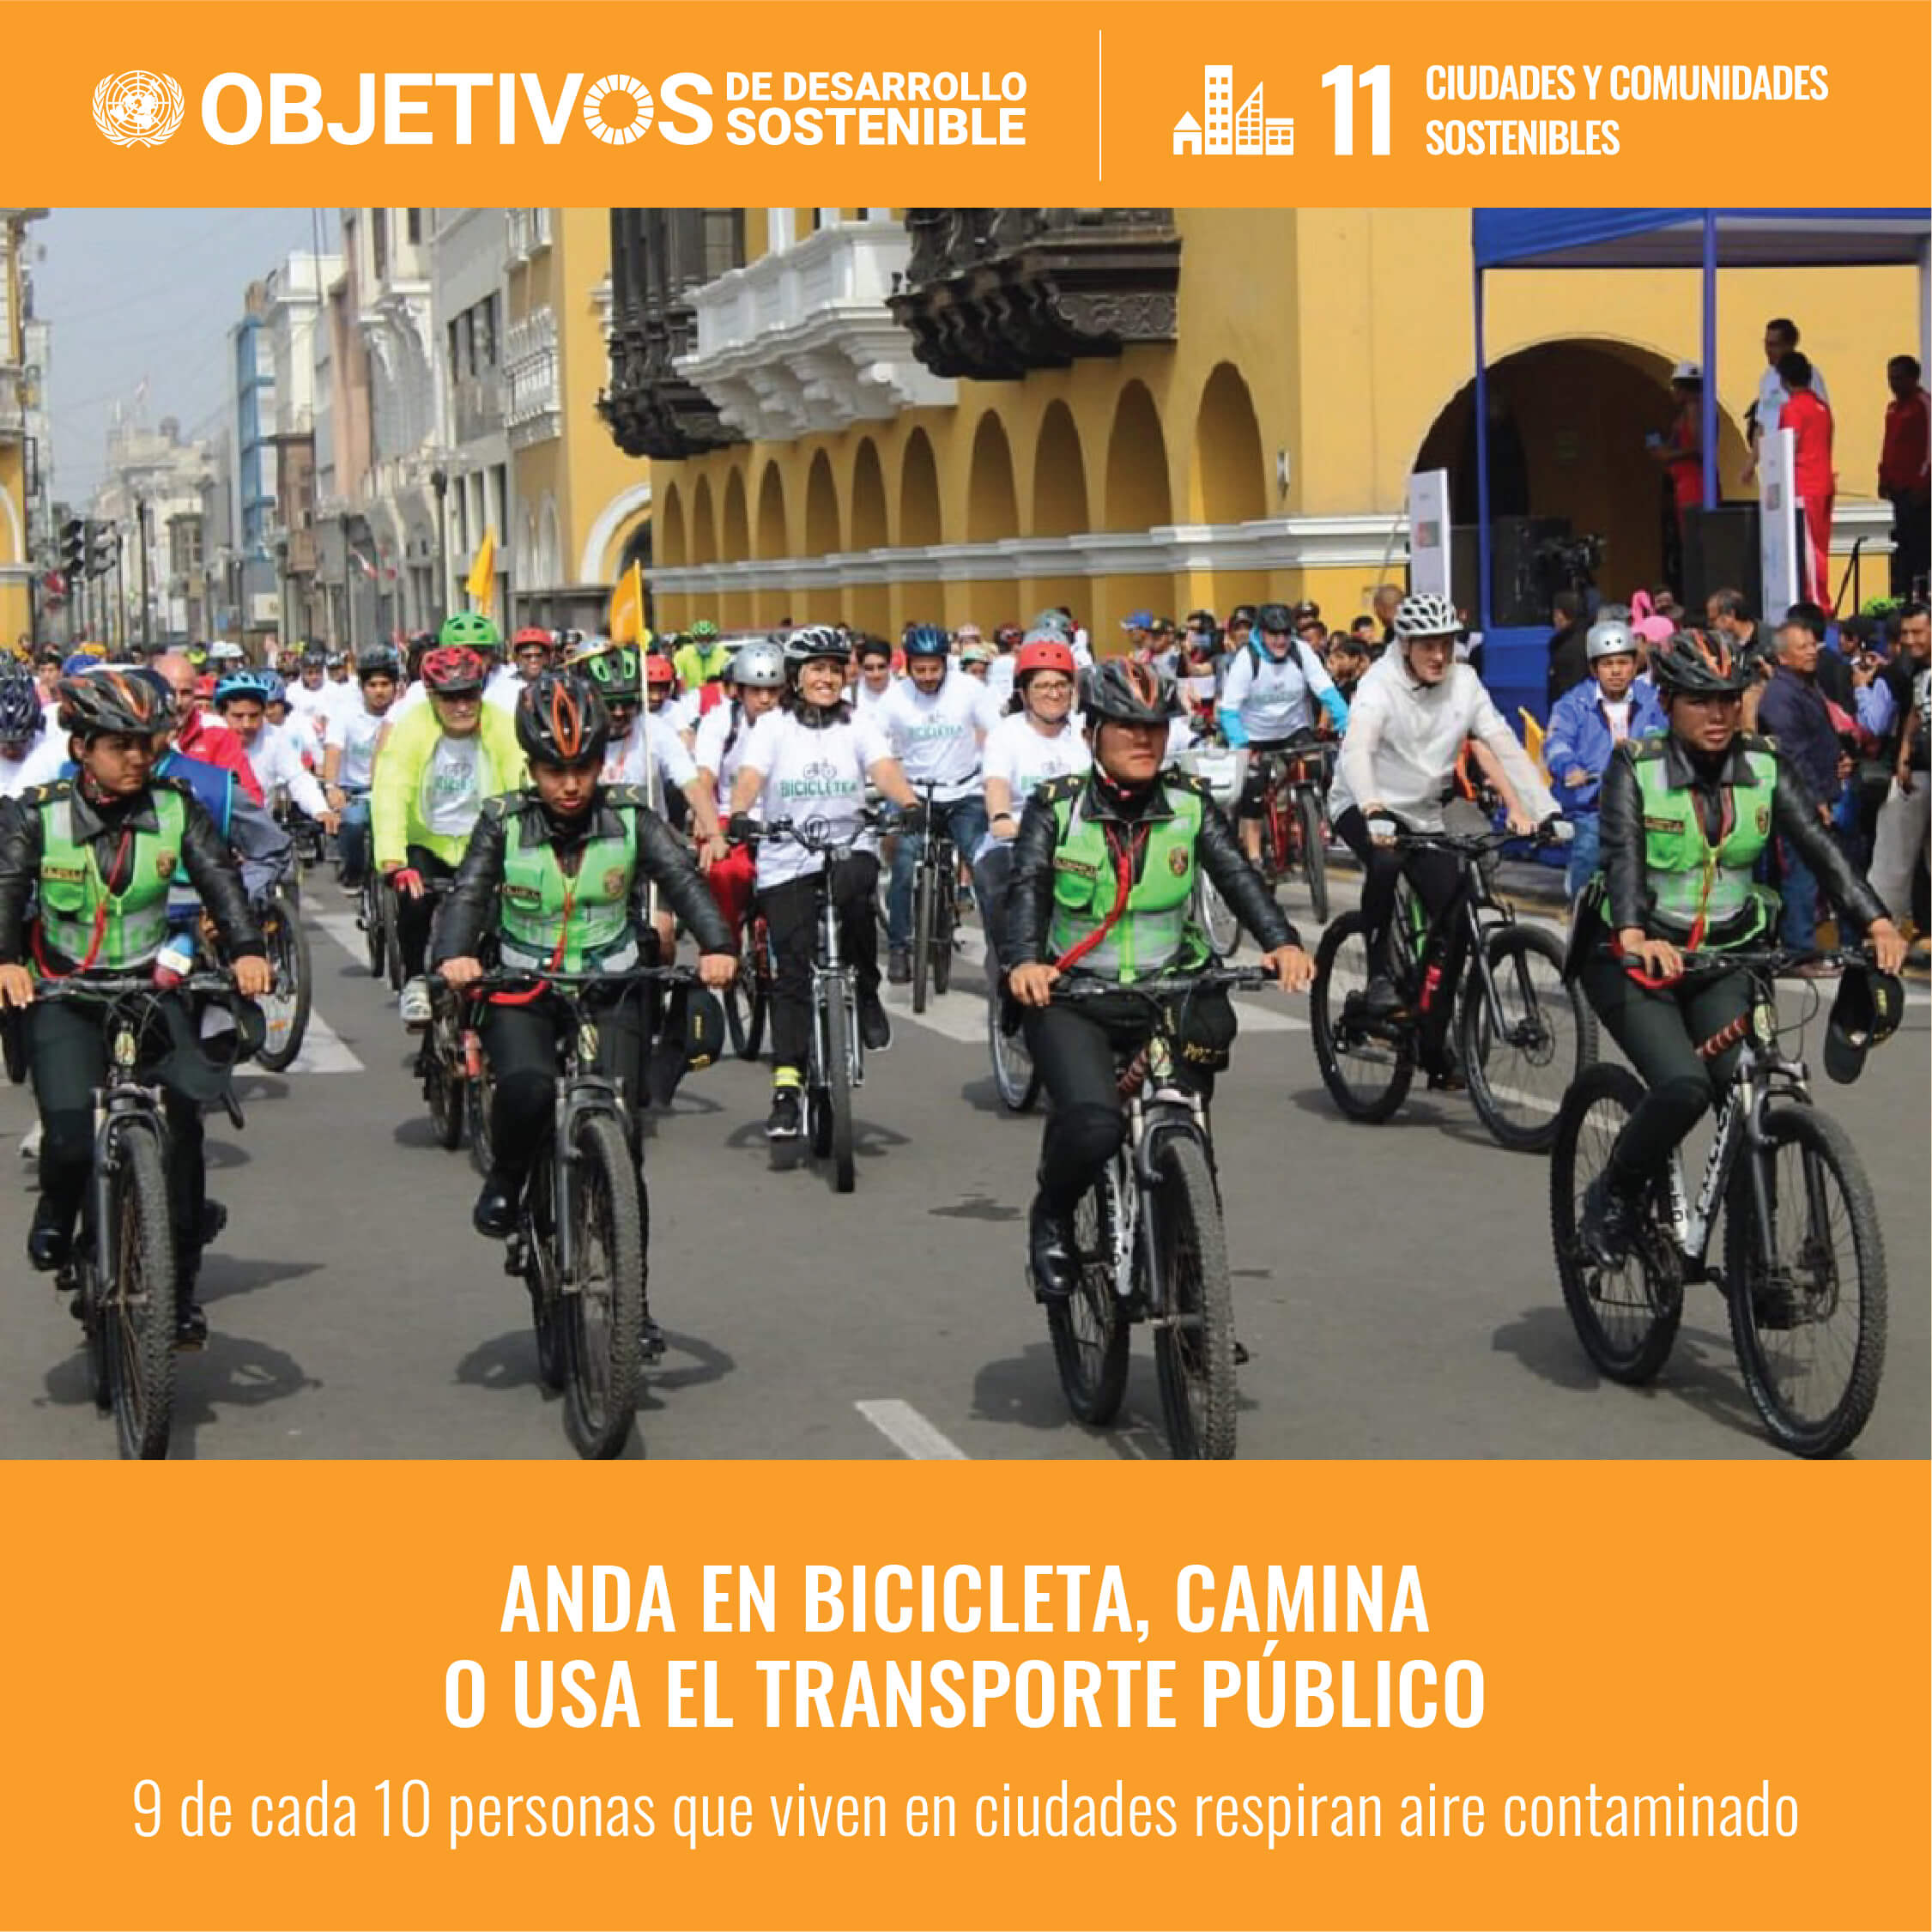 OBJETIVOS DE DESARROLLO
SOSTENIBLE
11
CIUDADES Y COMUNIDADES
SOSTENIBLES
BICICLETEA
ANDA EN BICICLETA, CAMINA
O USA EL TRANSPORTE PÚBLICO
9 de cada 10 personas que viven en ciudades respiran aire contaminado